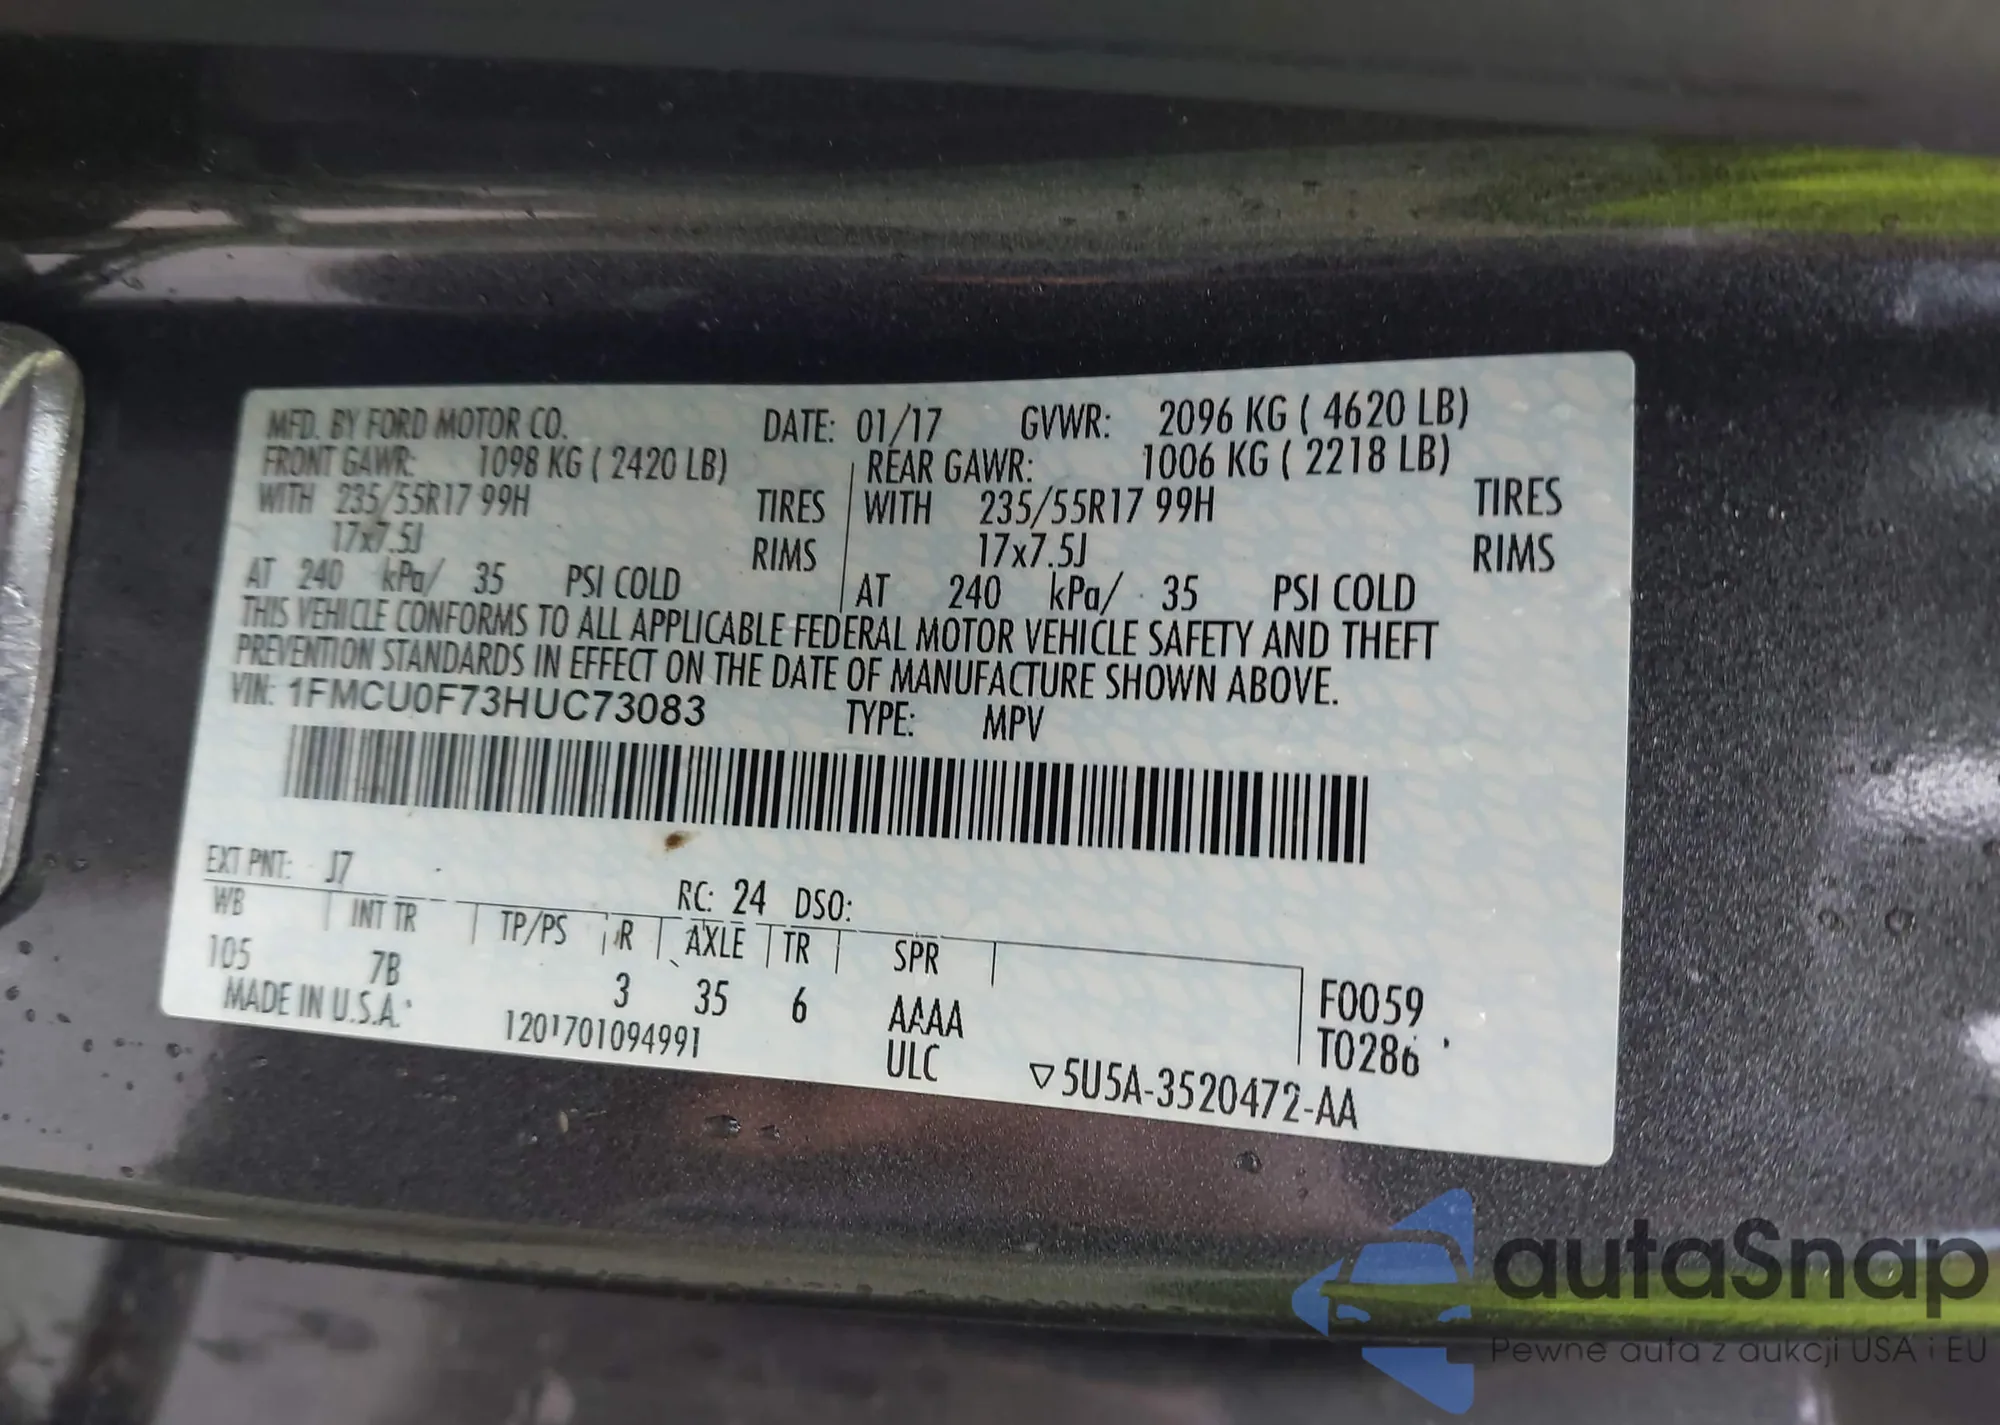 MFD. BY FORD MOTOR CO. DATE: 01/17 GVWR: 2096 KG ( 4620 LB)
FRONT GAWR: 1098 KG ( 2420 LB) REAR GAWR: 1006 KG ( 2218 LB)
WITH 235/55R17 99H TIRES WITH 235/55R17 99H TIRES
17x7.5J RIMS 17x7.5J RIMS
AT 240 kPa/ 35 PSI COLD AT 240 kPa/ 35 PSI COLD
THIS VEHICLE CONFORMS TO ALL APPLICABLE FEDERAL MOTOR VEHICLE SAFETY AND THEFT
PREVENTION STANDARDS IN EFFECT ON THE DATE OF MANUFACTURE SHOWN ABOVE.
VIN: 1FMCU0F73HUC73083 TYPE: MPV
EXT PNT: J7 RC: 24 DSO:
WB INT TR TP/PS R AXLE TR SPR
105 7B 3 35 6 AAAA F0059
MADE IN U.S.A. 1201701094991 ULC T0286
▽5U5A-3520472-AA
autaSnap
Pewne auta z aukcji USA i EU